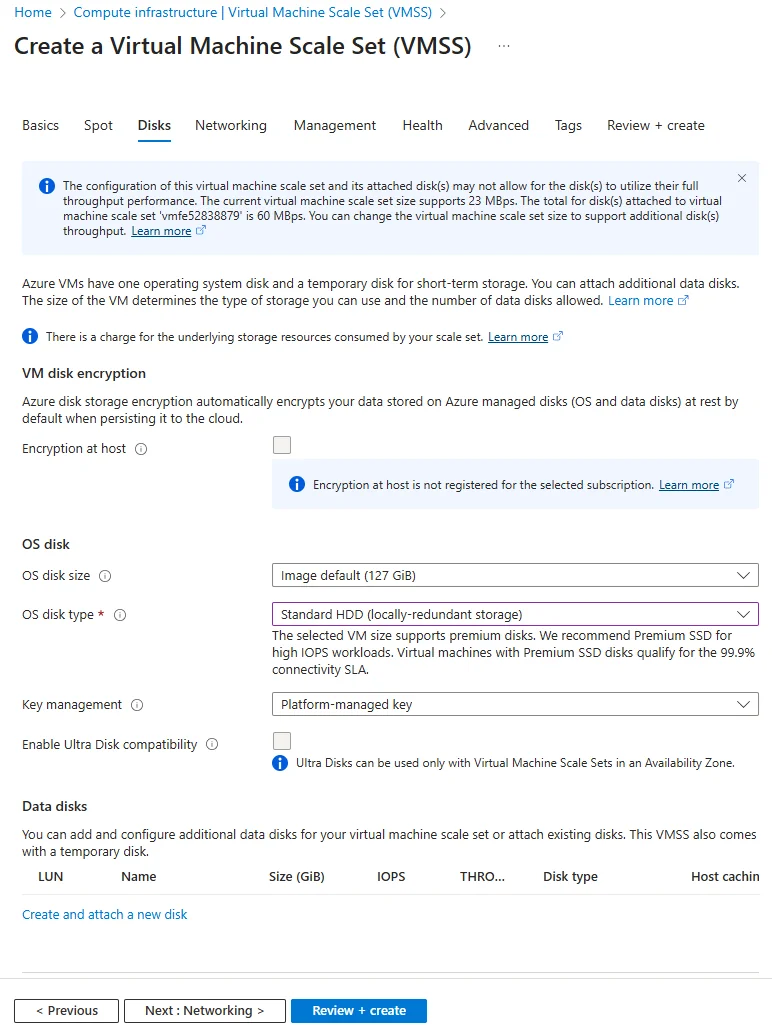 Home > Compute infrastructure | Virtual Machine Scale Set (VMSS) >
Create a Virtual Machine Scale Set (VMSS) ...
Basics Spot Disks Networking Management Health Advanced Tags Review + create
The configuration of this virtual machine scale set and its attached disk(s) may not allow for the disk(s) to utilize their full
throughput performance. The current virtual machine scale set size supports 23 MBps. The total for disk(s) attached to virtual
machine scale set 'vmfe52838879' is 60 MBps. You can change the virtual machine scale set size to support additional disk(s)
throughput. Learn more
Azure VMs have one operating system disk and a temporary disk for short-term storage. You can attach additional data disks.
The size of the VM determines the type of storage you can use and the number of data disks allowed. Learn more
There is a charge for the underlying storage resources consumed by your scale set. Learn more
VM disk encryption
Azure disk storage encryption automatically encrypts your data stored on Azure managed disks (OS and data disks) at rest by
default when persisting it to the cloud.
Encryption at host
Encryption at host is not registered for the selected subscription. Learn more
OS disk
OS disk size
Image default (127 GiB)
OS disk type *
Standard HDD (locally-redundant storage)
The selected VM size supports premium disks. We recommend Premium SSD for
high IOPS workloads. Virtual machines with Premium SSD disks qualify for the 99.9%
connectivity SLA.
Key management
Platform-managed key
Enable Ultra Disk compatibility
Ultra Disks can be used only with Virtual Machine Scale Sets in an Availability Zone.
Data disks
You can add and configure additional data disks for your virtual machine scale set or attach existing disks. This VMSS also comes
with a temporary disk.
LUN Name Size (GiB) IOPS THRO... Disk type Host cachin
Create and attach a new disk
< Previous Next : Networking > Review + create